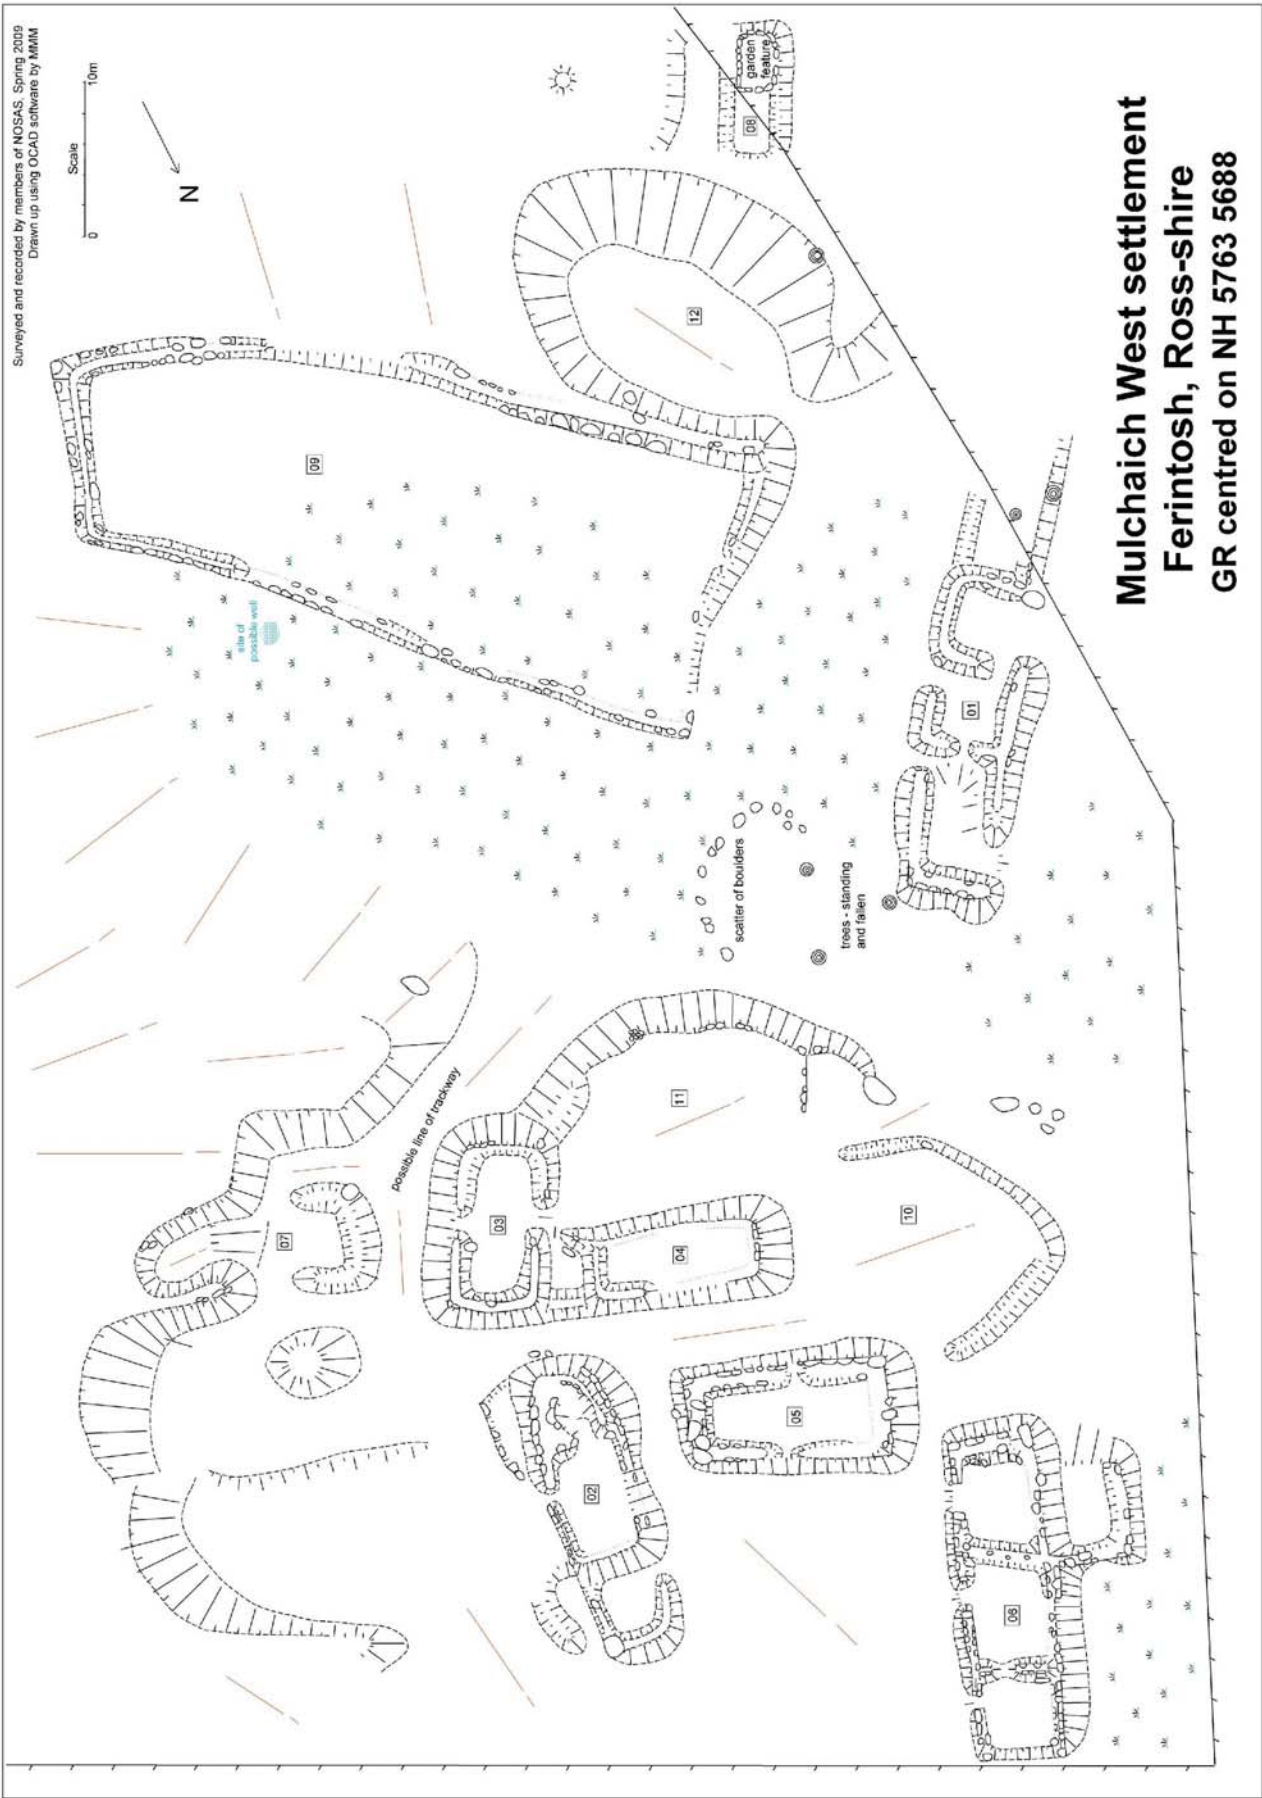 Surveyed and recorded by members of NOSAS, Spring 2009
Drawn up using OCAD software by MMM
Scale
0
10m
N
09
site of
possible well
12
08
garden
feature
01
scatter of boulders
trees - standing
and fallen
possible line of trackway
07
03
11
04
10
02
05
06
Mulchaich West settlement
Ferintosh, Ross-shire
GR centred on NH 5763 5688